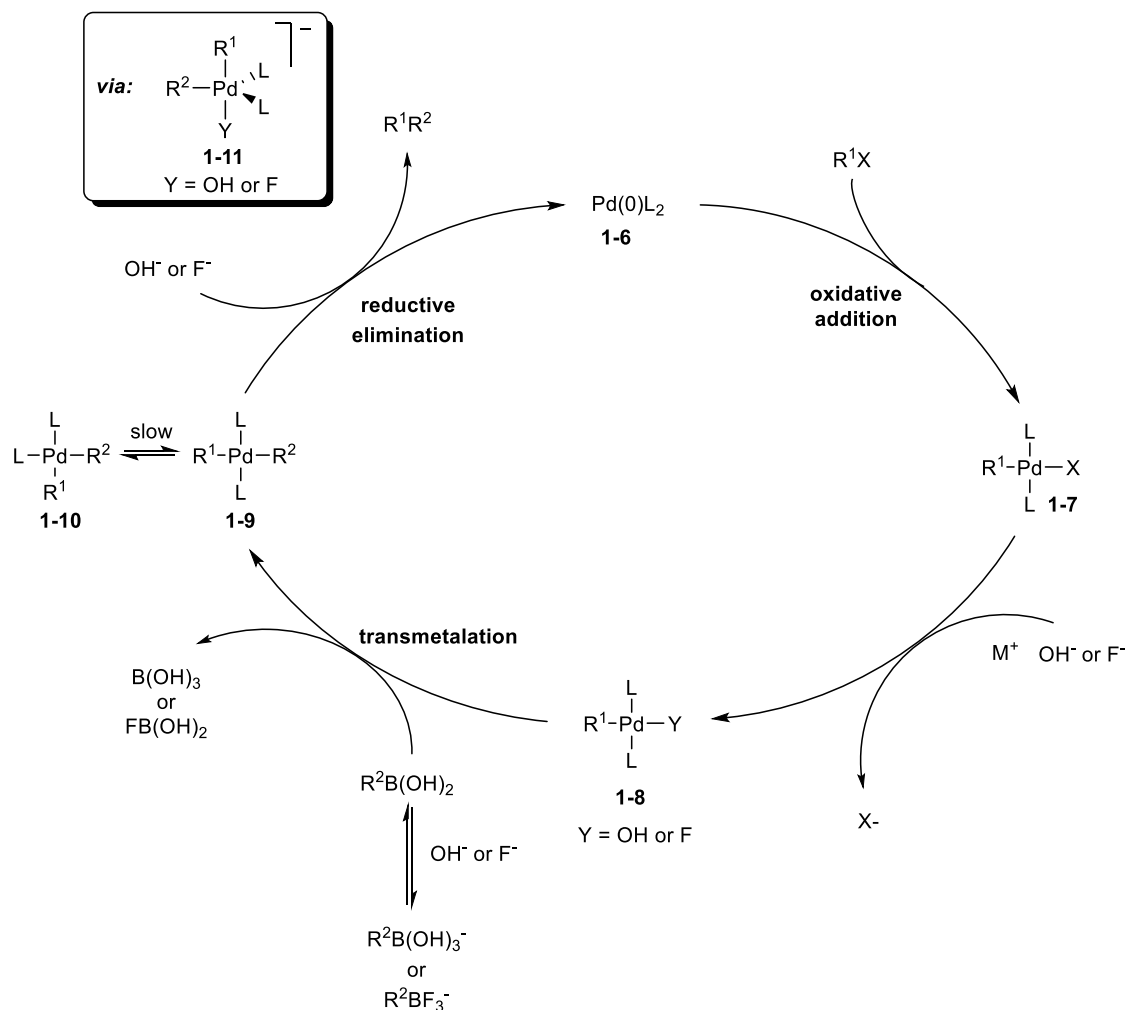 via:
R¹
R²—Pd
L
L
Y
–
1-11
Y = OH or F
R¹R²
R¹X
Pd(0)L₂
1-6
OH⁻ or F⁻
reductive
elimination
oxidative
addition
L
L–Pd–R²
R¹
1-10
slow
L
R¹–Pd–R²
L
1-9
L
R¹–Pd—X
L
1-7
transmetalation
M⁺ OH⁻ or F⁻
B(OH)₃
or
FB(OH)₂
L
R¹–Pd—Y
L
1-8
Y = OH or F
R²B(OH)₂
X-
OH⁻ or F⁻
R²B(OH)₃⁻
or
R²BF₃⁻